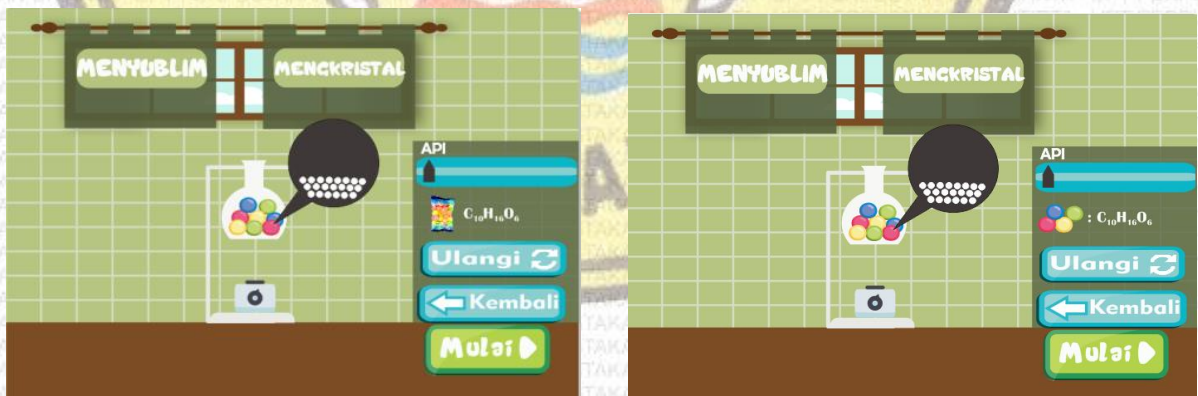 MENYUBLIM
MENGKRISTAL
API
C₁₀H₁₆O₆
Ulangi
Kembali
Mulai
MENYUBLIM
MENGKRISTAL
API
: C₁₀H₁₆O₆
Ulangi
Kembali
Mulai